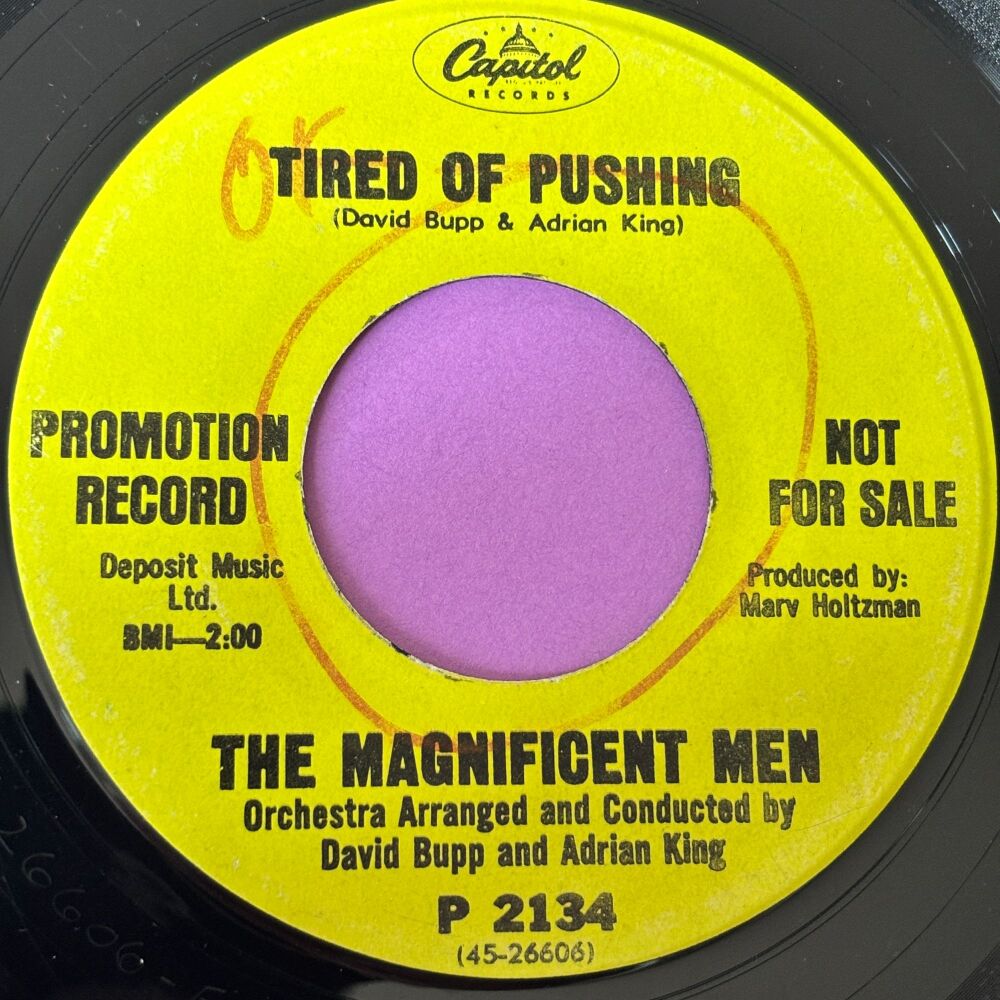 Capitol
RECORDS
OK
TIRED OF PUSHING
(David Bupp & Adrian King)
PROMOTION
RECORD
Deposit Music
Ltd.
BMI—2:00
NOT
FOR SALE
Produced by:
Marv Holtzman
THE MAGNIFICENT MEN
Orchestra Arranged and Conducted by
David Bupp and Adrian King
P 2134
(45-26606)